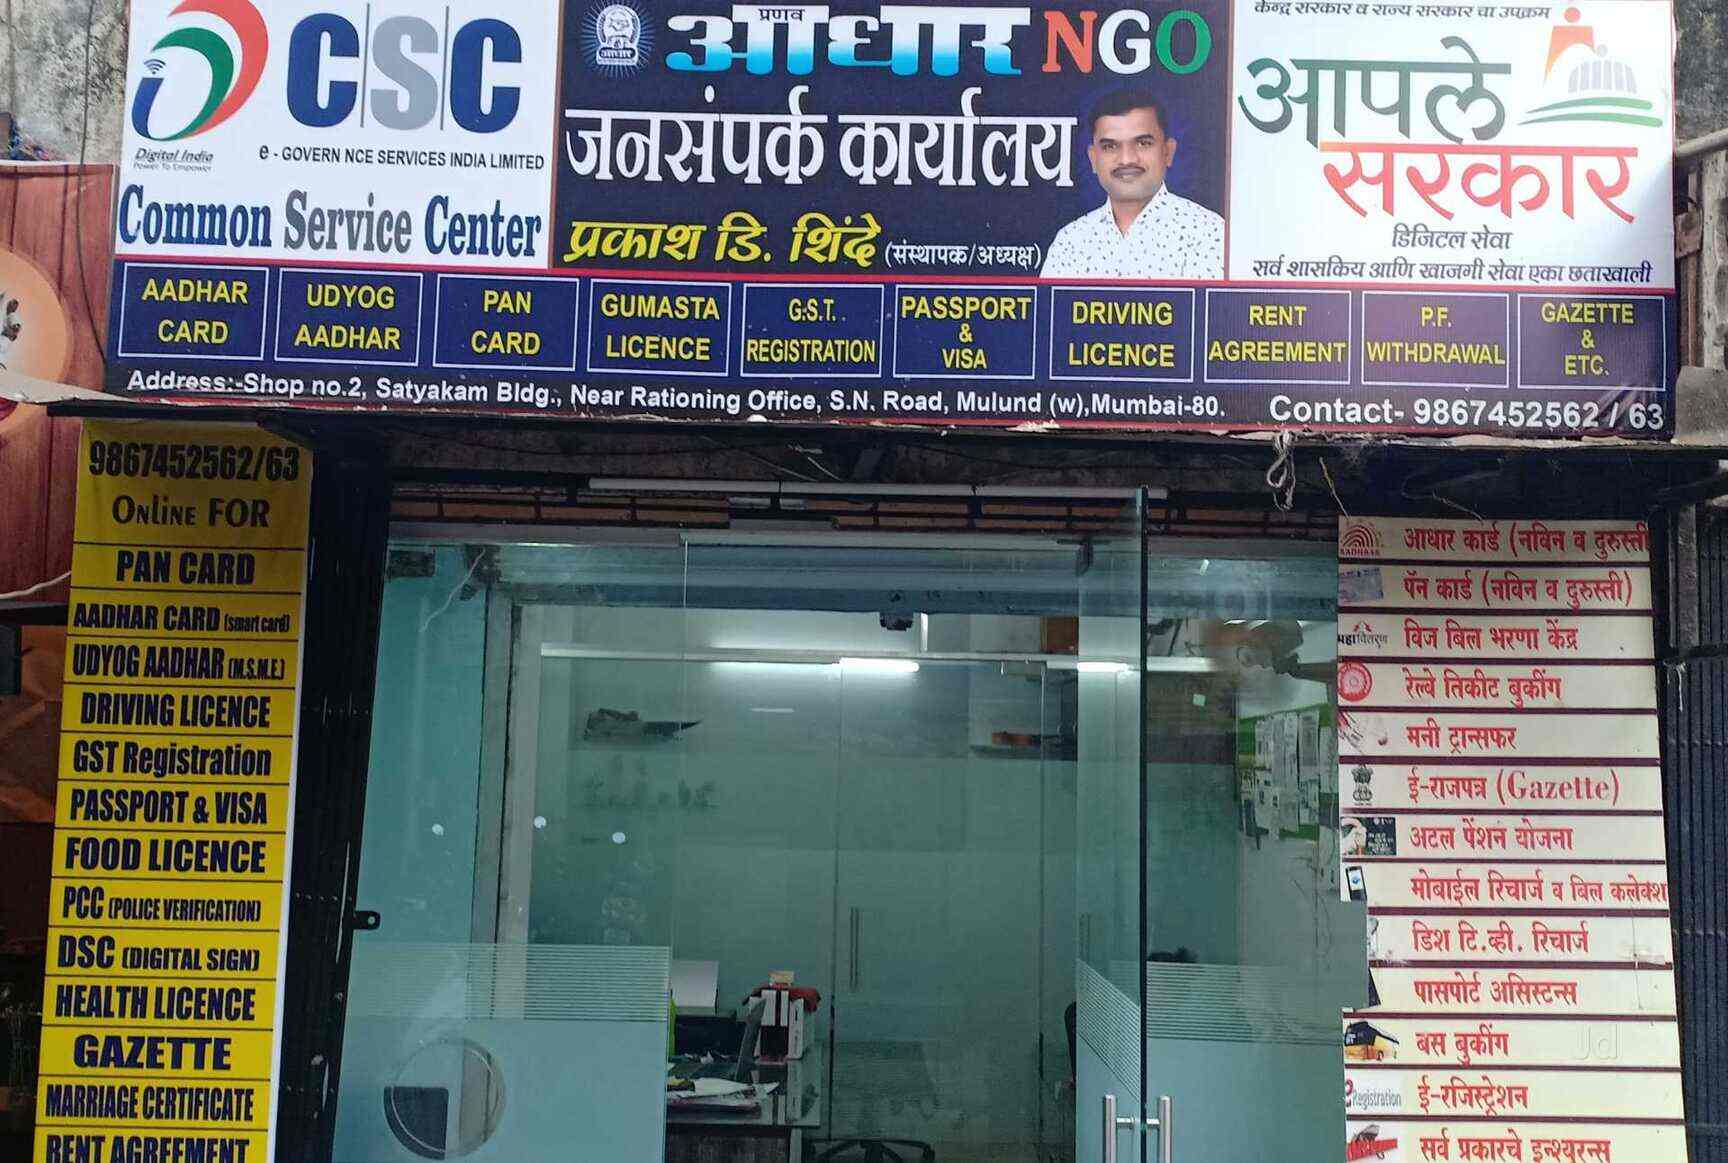 CSC
Digital India
Power To Empower
e - GOVERN NCE SERVICES INDIA LIMITED
Common Service Center
प्रणव
आधार NGO
आधार
जनसंपर्क कार्यालय
प्रकाश डि. शिंदे (संस्थापक/अध्यक्ष)
केन्द्र सरकार व राज्य सरकार चा उपक्रम
आपले
सरकार
डिजिटल सेवा
सर्व शासकिय आणि खाजगी सेवा एका छताखाली
AADHAR
CARD
UDYOG
AADHAR
PAN
CARD
GUMASTA
LICENCE
G.S.T.
REGISTRATION
PASSPORT
&
VISA
DRIVING
LICENCE
RENT
AGREEMENT
P.F.
WITHDRAWAL
GAZETTE
&
ETC.
Address:-Shop no.2, Satyakam Bldg., Near Rationing Office, S.N. Road, Mulund (w),Mumbai-80.
Contact- 9867452562 / 63
9867452562/63
Online FOR
PAN CARD
AADHAR CARD (smart card)
UDYOG AADHAR (M.S.M.E.)
DRIVING LICENCE
GST Registration
PASSPORT & VISA
FOOD LICENCE
PCC (POLICE VERIFICATION)
DSC (DIGITAL SIGN)
HEALTH LICENCE
GAZETTE
MARRIAGE CERTIFICATE
RENT AGREEMENT
AADHAAR
आधार कार्ड (नविन व दुरुस्ती
पॅन कार्ड (नविन व दुरुस्ती)
महावितरण
विज बिल भरणा केंद्र
रेल्वे तिकीट बुकींग
मनी ट्रान्सफर
ई-राजपत्र (Gazette)
अटल पेंशन योजना
मोबाईल रिचार्ज व बिल कलेक्श
डिश टि.व्ही. रिचार्ज
पासपोर्ट असिस्टन्स
बस बुकींग
Registration
ई-रजिस्ट्रेशन
सर्व प्रकारचे इन्श्युरन्स
Jd